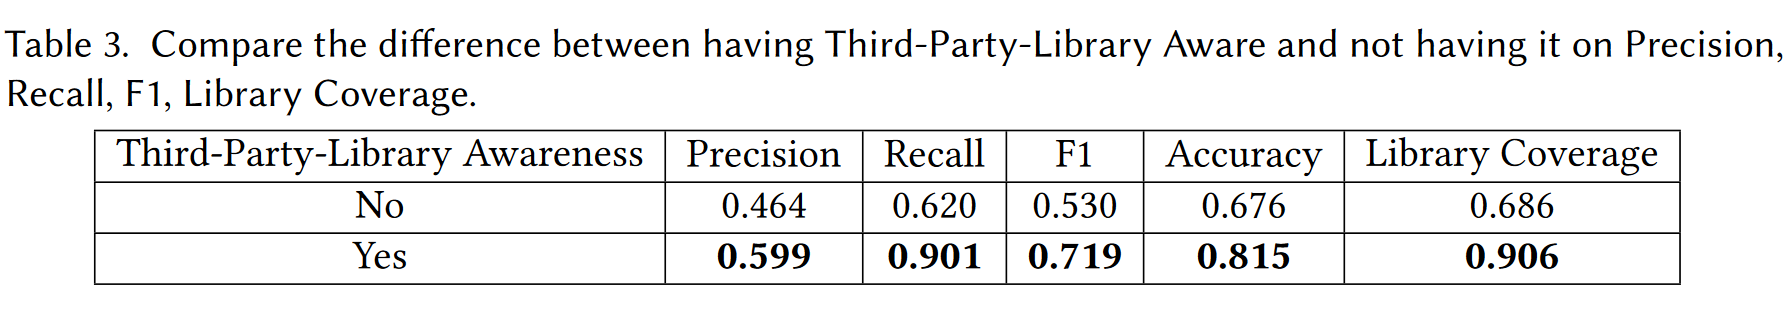 Table 3. Compare the difference between having Third-Party-Library Aware and not having it on Precision,
Recall, F1, Library Coverage.
Third-Party-Library Awareness Precision Recall F1 Accuracy Library Coverage
No 0.464 0.620 0.530 0.676 0.686
Yes 0.599 0.901 0.719 0.815 0.906